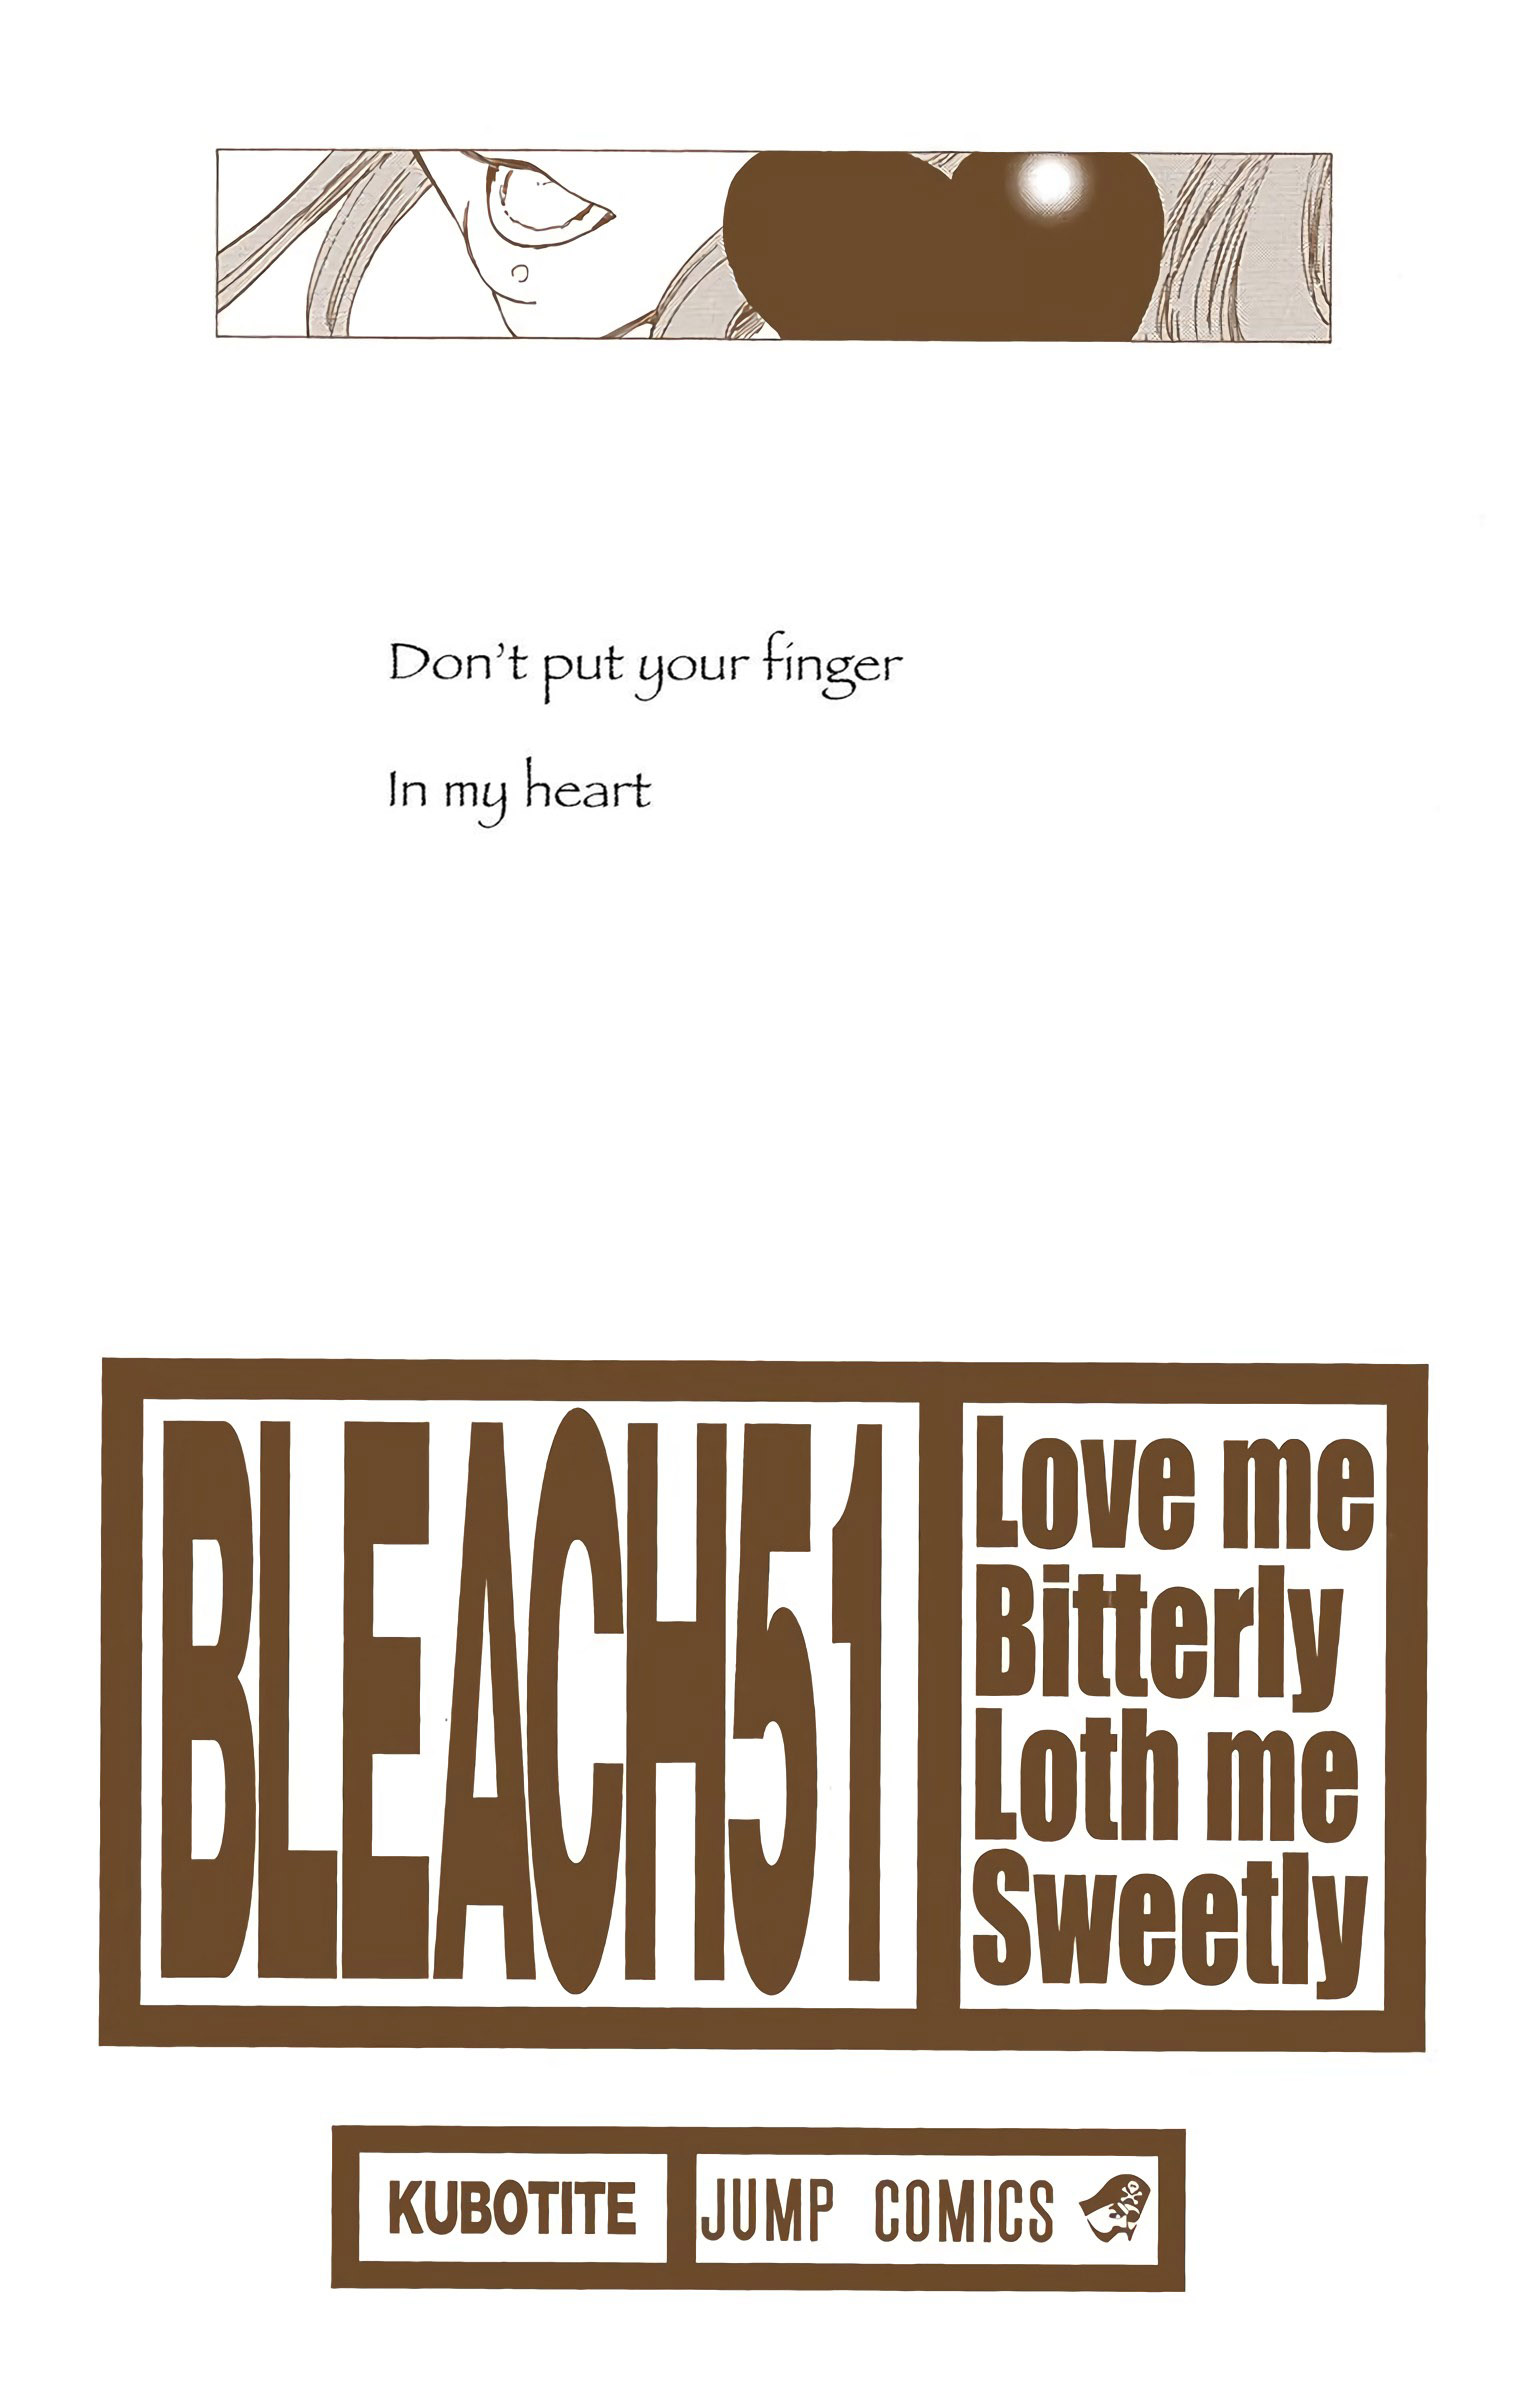 Don't put your finger
In my heart
BLEACH51
Love me
Bitterly
Loth me
Sweetly
KUBOTITE
JUMP COMICS